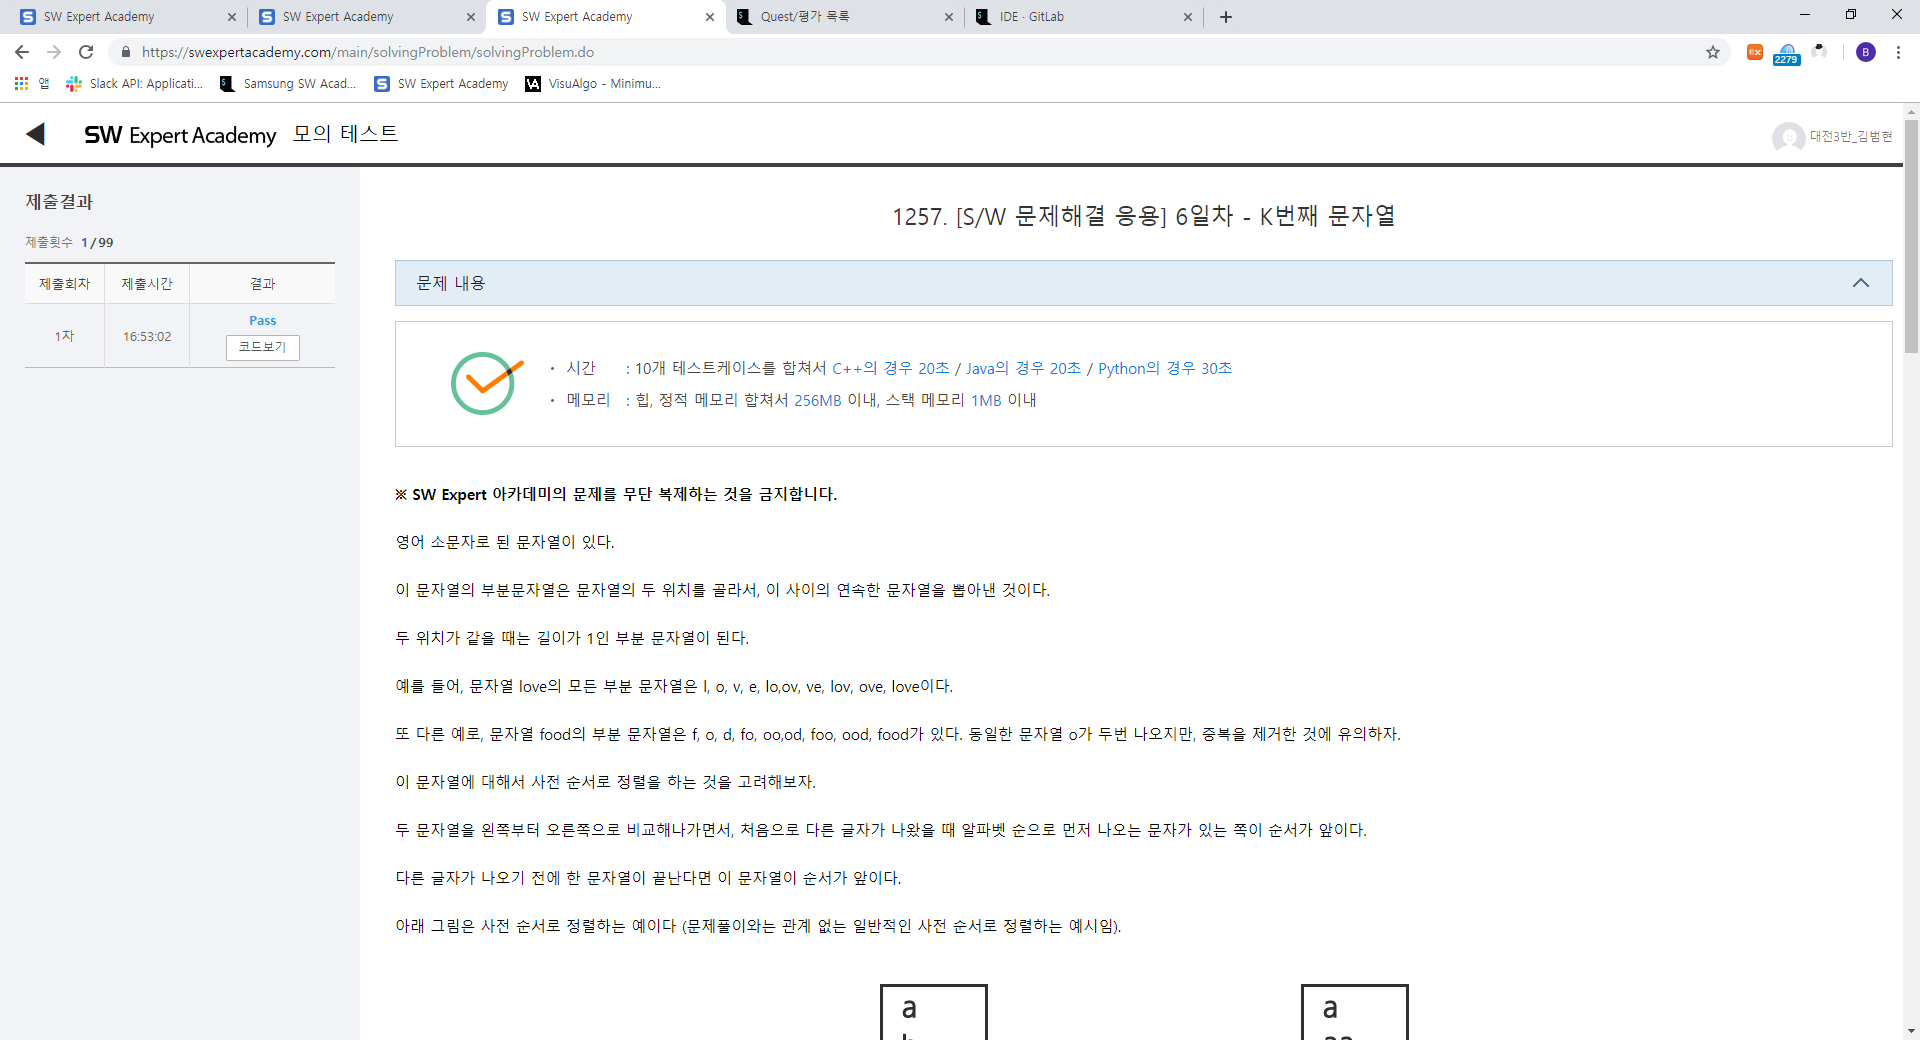 SW Expert Academy
SW Expert Academy
SW Expert Academy
Quest/평가 목록
IDE · GitLab
https://swexpertacademy.com/main/solvingProblem/solvingProblem.do
2279
B
앱
Slack API: Applicati...
Samsung SW Acad...
SW Expert Academy
VisuAlgo - Minimu...
SW Expert Academy 모의 테스트
대전3반_김범현
제출결과
제출횟수 1 / 99
제출회차 제출시간 결과
1차 16:53:02 Pass
코드보기
1257. [S/W 문제해결 응용] 6일차 - K번째 문자열
문제 내용
· 시간 : 10개 테스트케이스를 합쳐서 C++의 경우 20초 / Java의 경우 20초 / Python의 경우 30초
· 메모리 : 힙, 정적 메모리 합쳐서 256MB 이내, 스택 메모리 1MB 이내
※ SW Expert 아카데미의 문제를 무단 복제하는 것을 금지합니다.
영어 소문자로 된 문자열이 있다.
이 문자열의 부분문자열은 문자열의 두 위치를 골라서, 이 사이의 연속한 문자열을 뽑아낸 것이다.
두 위치가 같을 때는 길이가 1인 부분 문자열이 된다.
예를 들어, 문자열 love의 모든 부분 문자열은 l, o, v, e, lo,ov, ve, lov, ove, love이다.
또 다른 예로, 문자열 food의 부분 문자열은 f, o, d, fo, oo,od, foo, ood, food가 있다. 동일한 문자열 o가 두번 나오지만, 중복을 제거한 것에 유의하자.
이 문자열에 대해서 사전 순서로 정렬을 하는 것을 고려해보자.
두 문자열을 왼쪽부터 오른쪽으로 비교해나가면서, 처음으로 다른 글자가 나왔을 때 알파벳 순으로 먼저 나오는 문자가 있는 쪽이 순서가 앞이다.
다른 글자가 나오기 전에 한 문자열이 끝난다면 이 문자열이 순서가 앞이다.
아래 그림은 사전 순서로 정렬하는 예이다 (문제풀이와는 관계 없는 일반적인 사전 순서로 정렬하는 예시임).
a
a